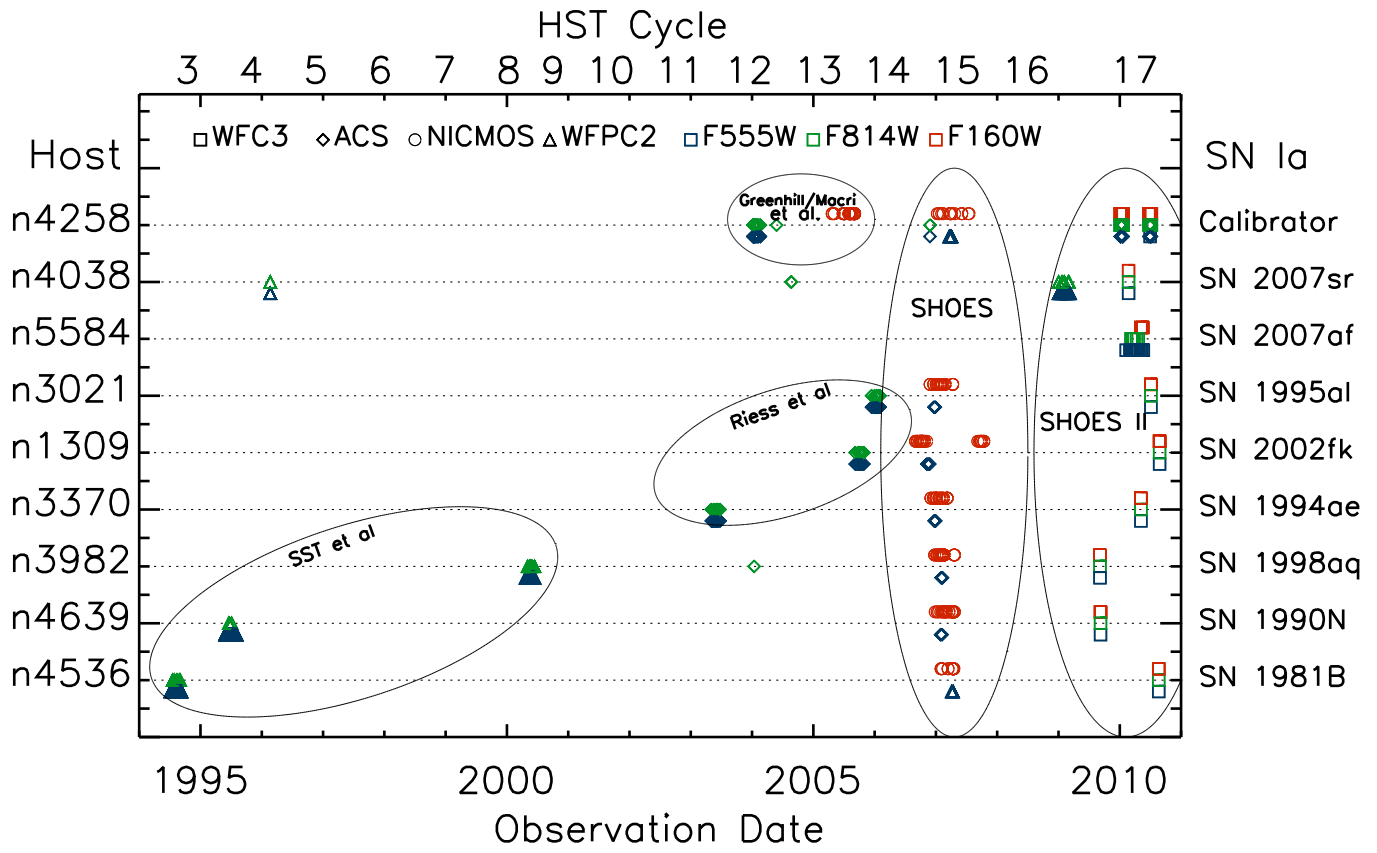 HST Cycle
3 4 5 6 7 8 9 10 11 12 13 14 15 16 17
WFC3 ACS NICMOS WFPC2 F555W F814W F160W
Host SN Ia
Greenhill/Macri
et al.
n4258 Calibrator
n4038 SN 2007sr
SHOES
n5584 SN 2007af
n3021 SN 1995al
Riess et al
SHOES II
n1309 SN 2002fk
n3370 SN 1994ae
SST et al
n3982 SN 1998aq
n4639 SN 1990N
n4536 SN 1981B
1995 2000 2005 2010
Observation Date